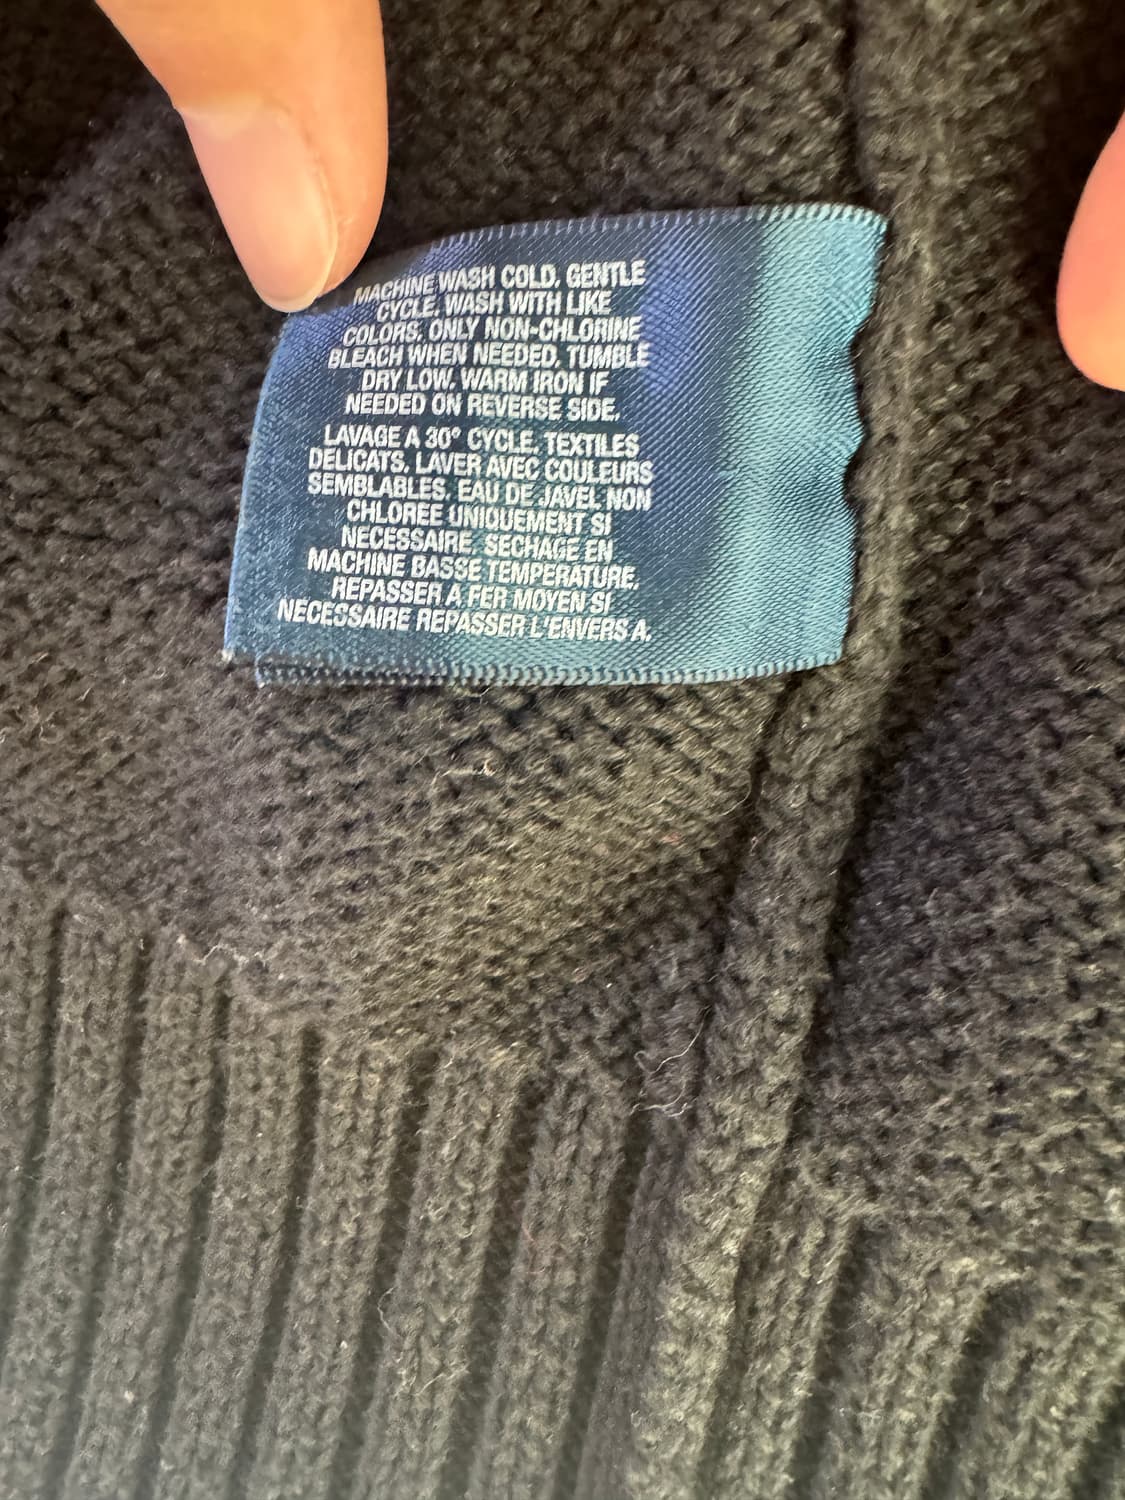 MACHINE WASH COLD, GENTLE
CYCLE. WASH WITH LIKE
COLORS. ONLY NON-CHLORINE
BLEACH WHEN NEEDED. TUMBLE
DRY LOW. WARM IRON IF
NEEDED ON REVERSE SIDE.
LAVAGE A 30° CYCLE. TEXTILES
DELICATS. LAVER AVEC COULEURS
SEMBLABLES. EAU DE JAVEL NON
CHLOREE UNIQUEMENT SI
NECESSAIRE. SECHAGE EN
MACHINE BASSE TEMPERATURE.
REPASSER A FER MOYEN SI
NECESSAIRE REPASSER L'ENVERS A.